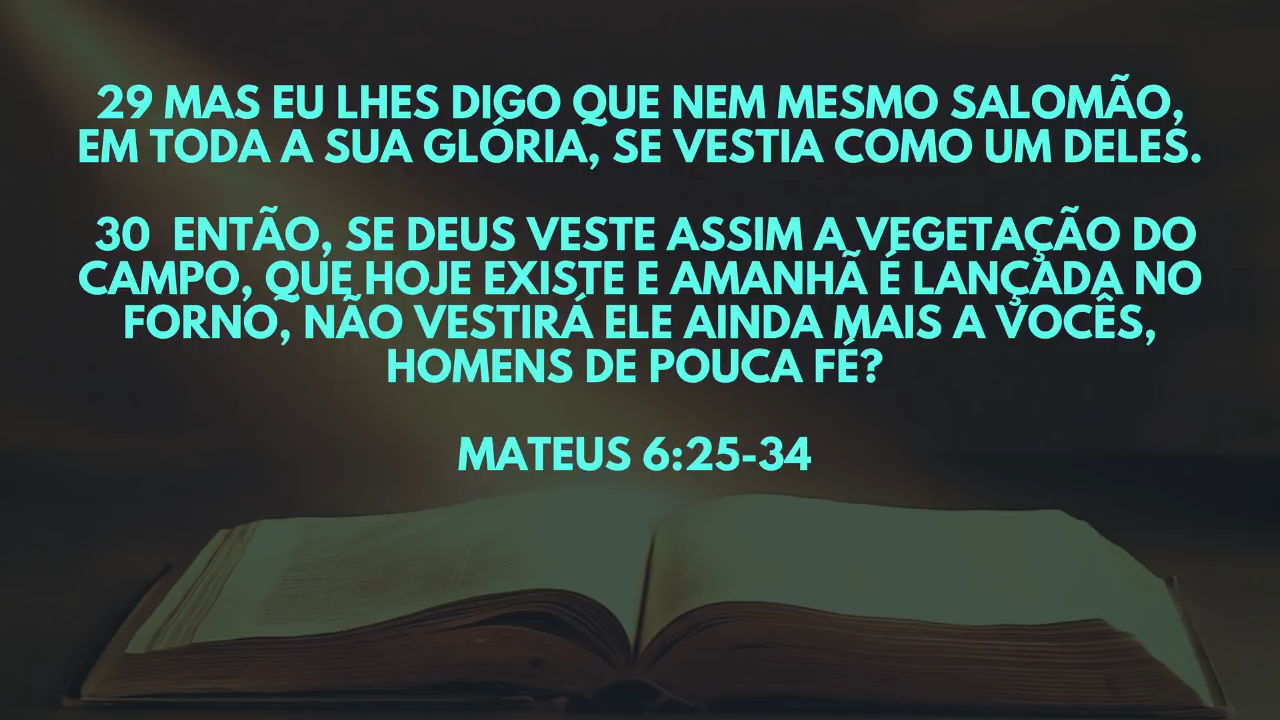 29 MAS EU LHES DIGO QUE NEM MESMO SALOMÃO,
EM TODA A SUA GLÓRIA, SE VESTIA COMO UM DELES.
30 ENTÃO, SE DEUS VESTE ASSIM A VEGETAÇÃO DO
CAMPO, QUE HOJE EXISTE E AMANHÃ É LANÇADA NO
FORNO, NÃO VESTIRÁ ELE AINDA MAIS A VOCÊS,
HOMENS DE POUCA FÉ?
MATEUS 6:25-34